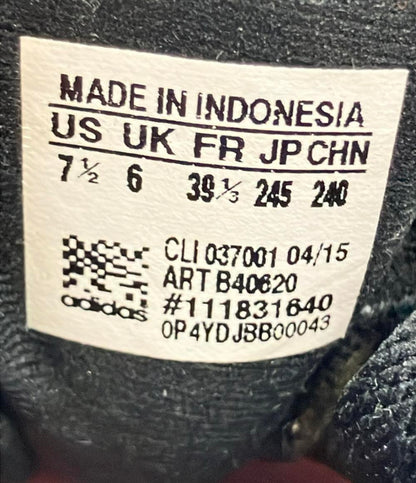 MADE IN INDONESIA
US UK FR JP CHN
7½ 6 39⅓ 245 240
CLI 037001 04/15
ART B40620
#111831640
adidas 0P4YDJBB00043